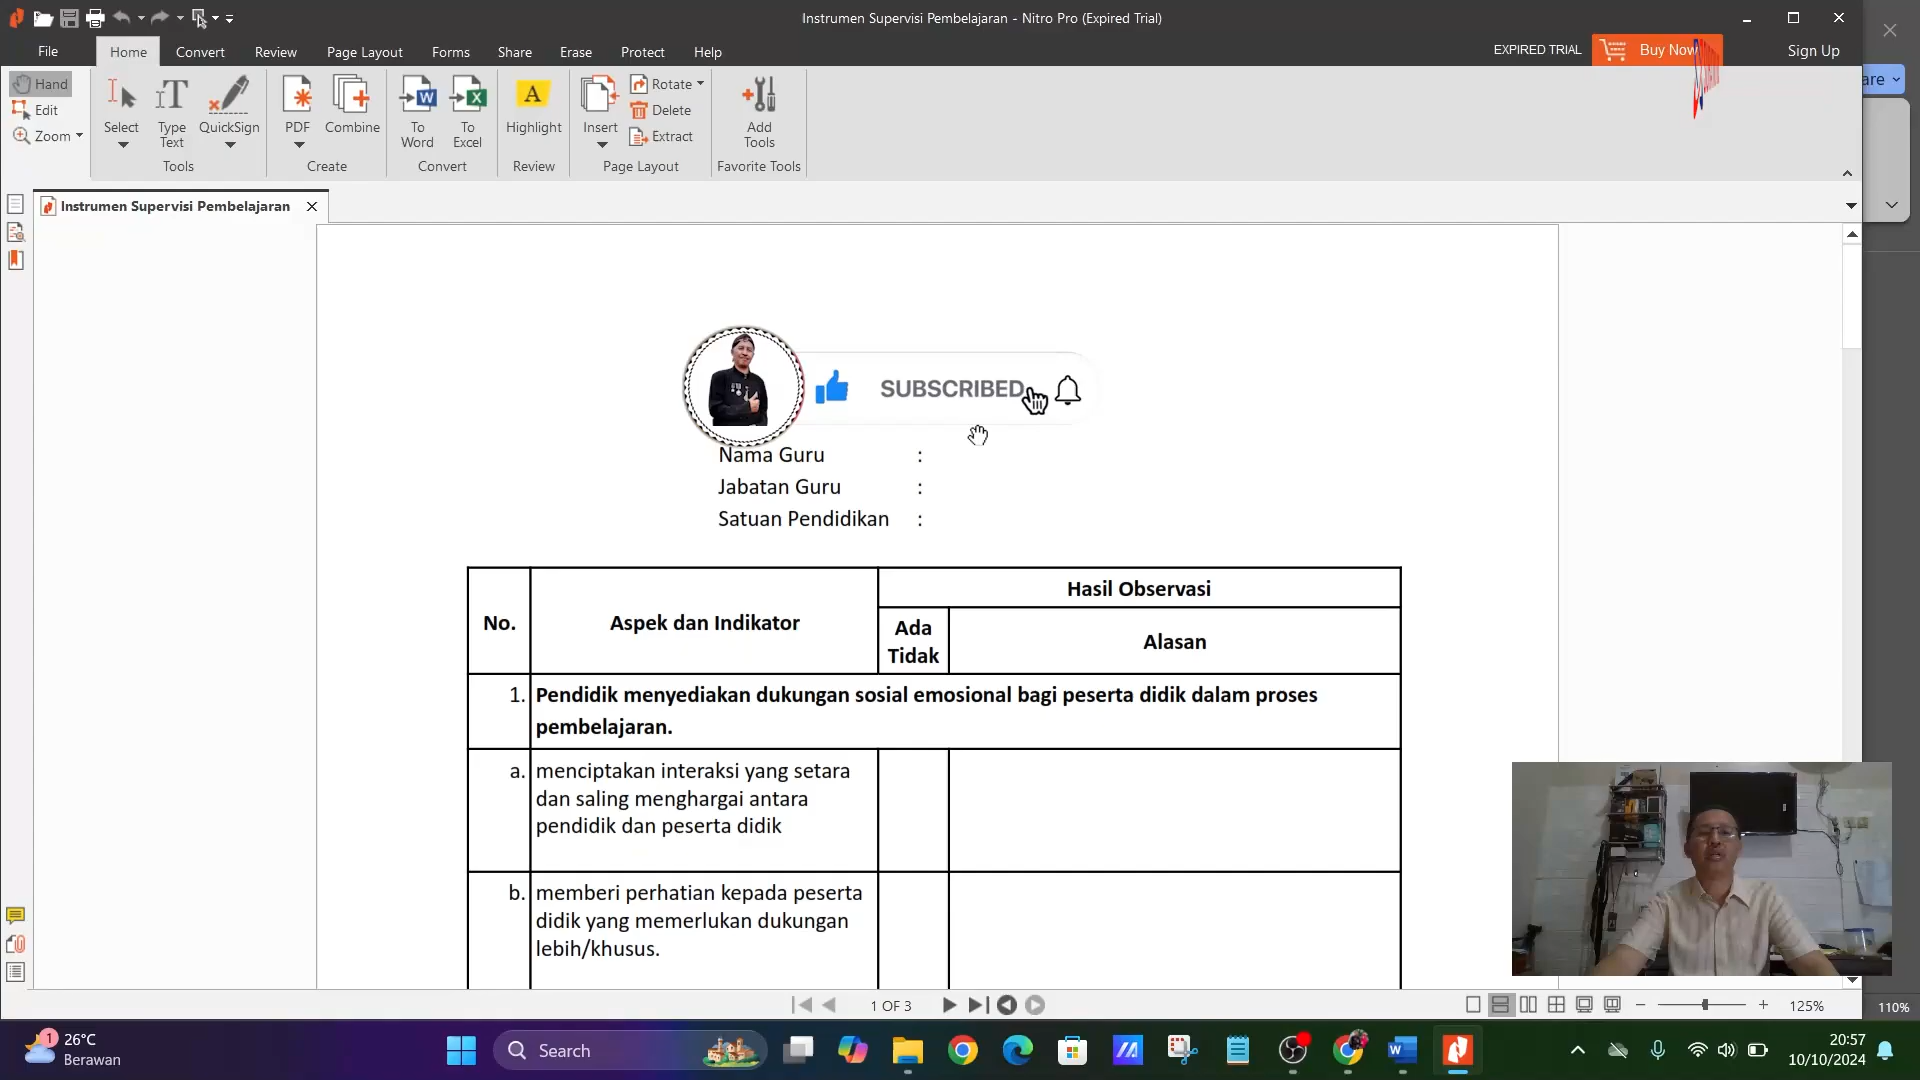 Instrumen Supervisi Pembelajaran - Nitro Pro (Expired Trial)
File
Home
Convert
Review
Page Layout
Forms
Share
Erase
Protect
Help
EXPIRED TRIAL
Buy Now
Sign Up
are
Hand
Edit
Zoom
Select
Type
Text
QuickSign
Tools
PDF
Combine
Create
To
Word
To
Excel
Convert
Highlight
Review
Insert
Rotate
Delete
Extract
Page Layout
Add
Tools
Favorite Tools
Instrumen Supervisi Pembelajaran
SUBSCRIBED
Nama Guru :
Jabatan Guru :
Satuan Pendidikan :
No.
Aspek dan Indikator
Hasil Observasi
Ada
Tidak
Alasan
1. Pendidik menyediakan dukungan sosial emosional bagi peserta didik dalam proses
pembelajaran.
a. menciptakan interaksi yang setara
dan saling menghargai antara
pendidik dan peserta didik
b. memberi perhatian kepada peserta
didik yang memerlukan dukungan
lebih/khusus.
1 OF 3
125%
110%
1
26°C
Berawan
Search
20:57
10/10/2024